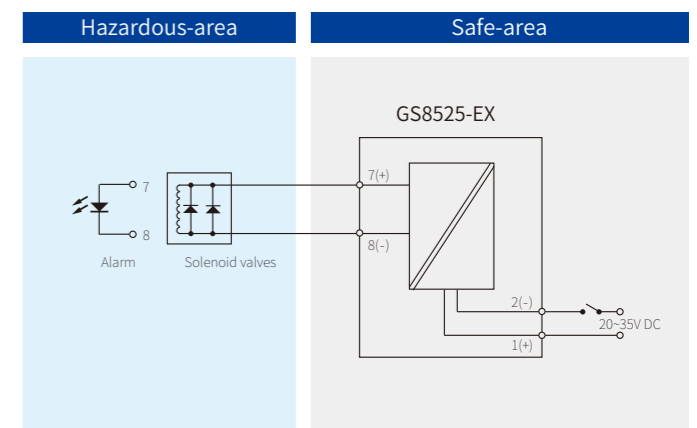 Hazardous-area
Safe-area
GS8525-EX
7(+)
7
8(-)
8
Alarm
Solenoid valves
2(-)
20~35V DC
1(+)